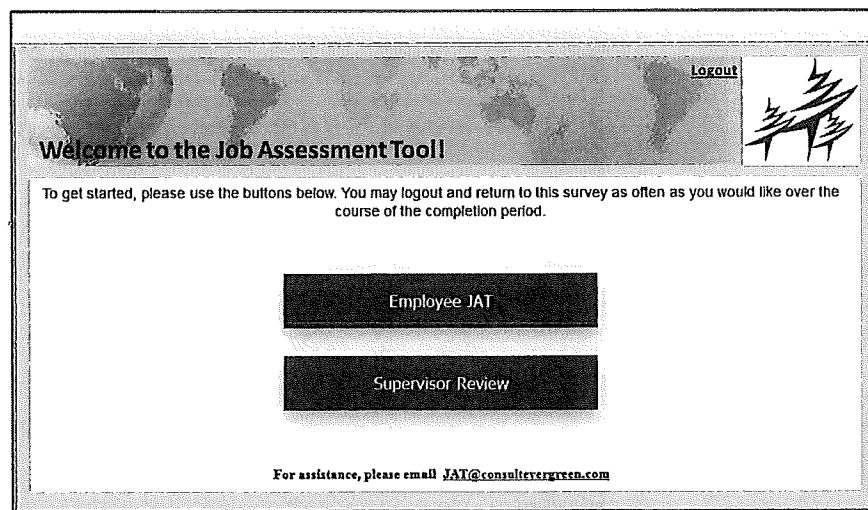 Logout
Welcome to the Job Assessment Tool!
To get started, please use the buttons below. You may logout and return to this survey as often as you would like over the
course of the completion period.
Employee JAT
Supervisor Review
For assistance, please email JAT@consultevergreen.com